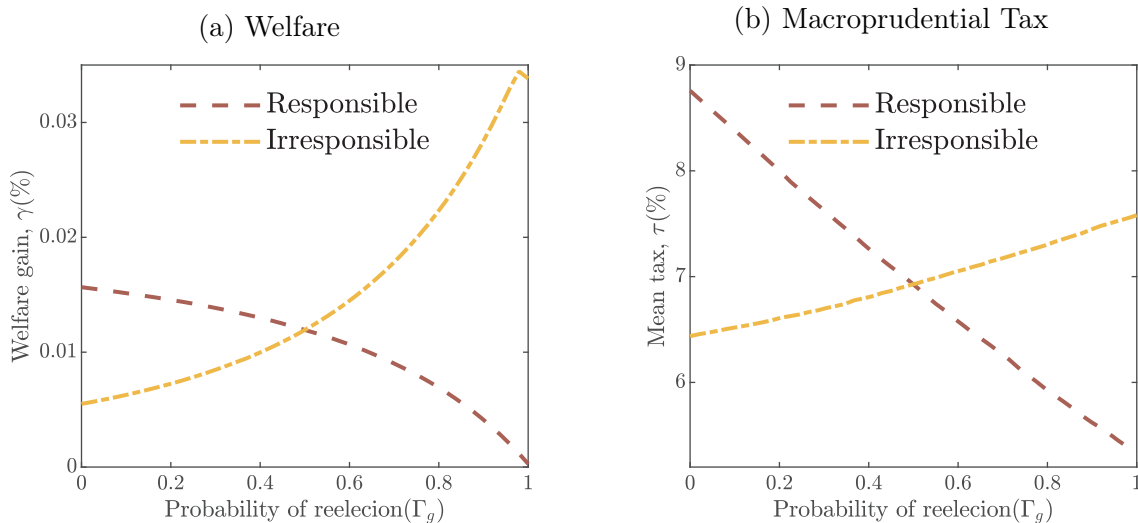 (a) Welfare
Responsible
Irresponsible
Welfare gain, γ(%)
0.03
0.02
0.01
0
0 0.2 0.4 0.6 0.8 1
Probability of reelecion(Γg)
(b) Macroprudential Tax
Responsible
Irresponsible
Mean tax, τ(%)
9
8
7
6
0 0.2 0.4 0.6 0.8 1
Probability of reelecion(Γg)